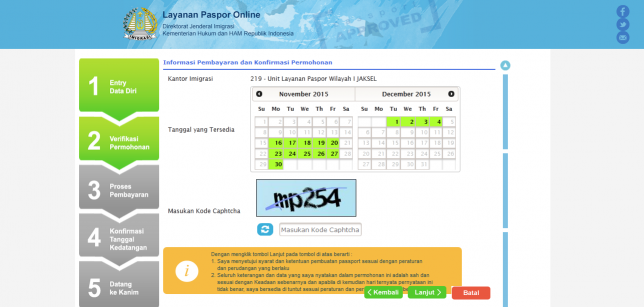 Layanan Paspor Online
Direktorat Jenderal Imigrasi
Kementerian Hukum dan HAM Republik Indonesia
APPROVED
Informasi Pembayaran dan Konfirmasi Permohonan
1 Entry Data Diri
2 Verifikasi Permohonan
3 Proses Pembayaran
4 Konfirmasi Tanggal Kedatangan
5 Datang ke Kanim
Kantor Imigrasi 219 - Unit Layanan Paspor Wilayah I JAKSEL
Tanggal yang Tersedia
November 2015
Su Mo Tu We Th Fr Sa
1 2 3 4 5 6 7
8 9 10 11 12 13 14
15 16 17 18 19 20 21
22 23 24 25 26 27 28
29 30
December 2015
Su Mo Tu We Th Fr Sa
1 2 3 4 5
6 7 8 9 10 11 12
13 14 15 16 17 18 19
20 21 22 23 24 25 26
27 28 29 30 31
mp254
Masukan Kode Caphtcha
Masukan Kode Caphtcha
Dengan mengklik tombol Lanjut pada tombol di atas berarti:
1. Saya menyetujui syarat dan ketentuan pembuatan passport sesuai dengan peraturan
dan perundangan yang berlaku
2. Seluruh keterangan dan data yang saya nyatakan dalam permohonan ini adalah sah dan
sesuai dengan Keadaan sebenarnya dan apabila di kemudian hari ternyata pernyataan ini
tidak benar, saya bersedia di tuntut sesuai peraturan dan
Kembali
Lanjut
Batal